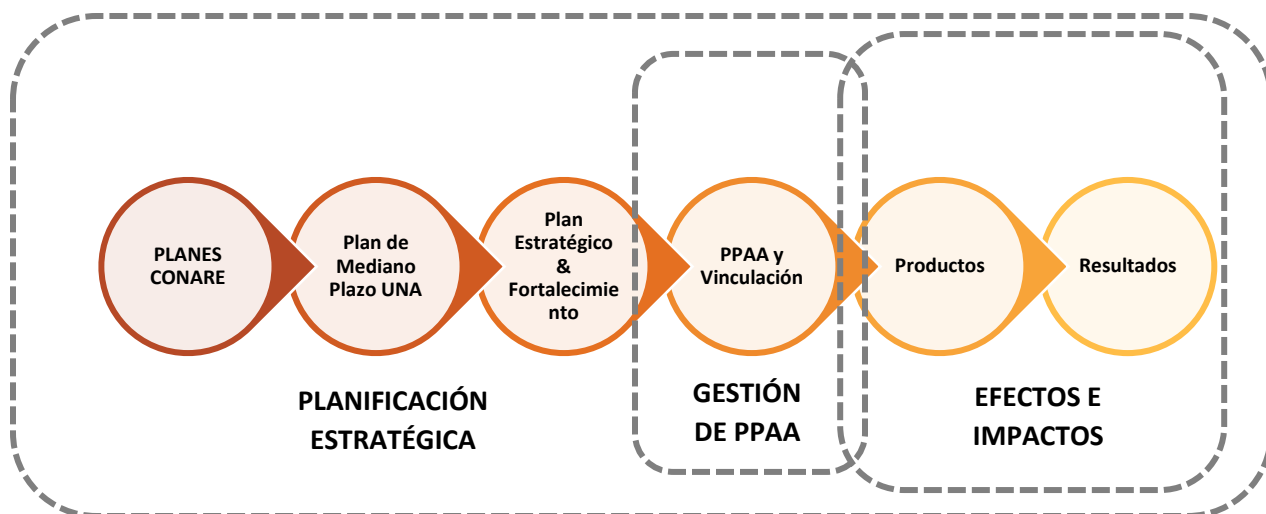 PLANES
CONARE
Plan de
Mediano
Plazo UNA
Plan
Estratégico
&
Fortalecimie
nto
PPAA y
Vinculación
Productos
Resultados
PLANIFICACIÓN
ESTRATÉGICA
GESTIÓN
DE PPAA
EFECTOS E
IMPACTOS